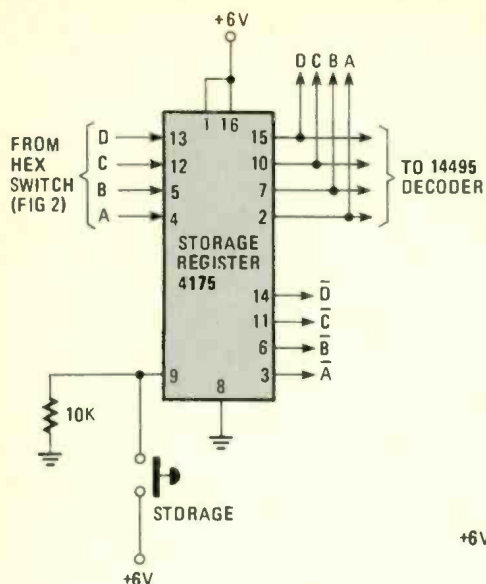 +6V
D C B A
1 16
FROM
HEX
SWITCH
(FIG 2)
D 13 15
C 12 10
B 5 7
A 4 2
TO 14495
DECODER
STORAGE
REGISTER
4175
14 D̅
11 C̅
6 B̅
3 A̅
9 8
10K
STORAGE
+6V
+6V